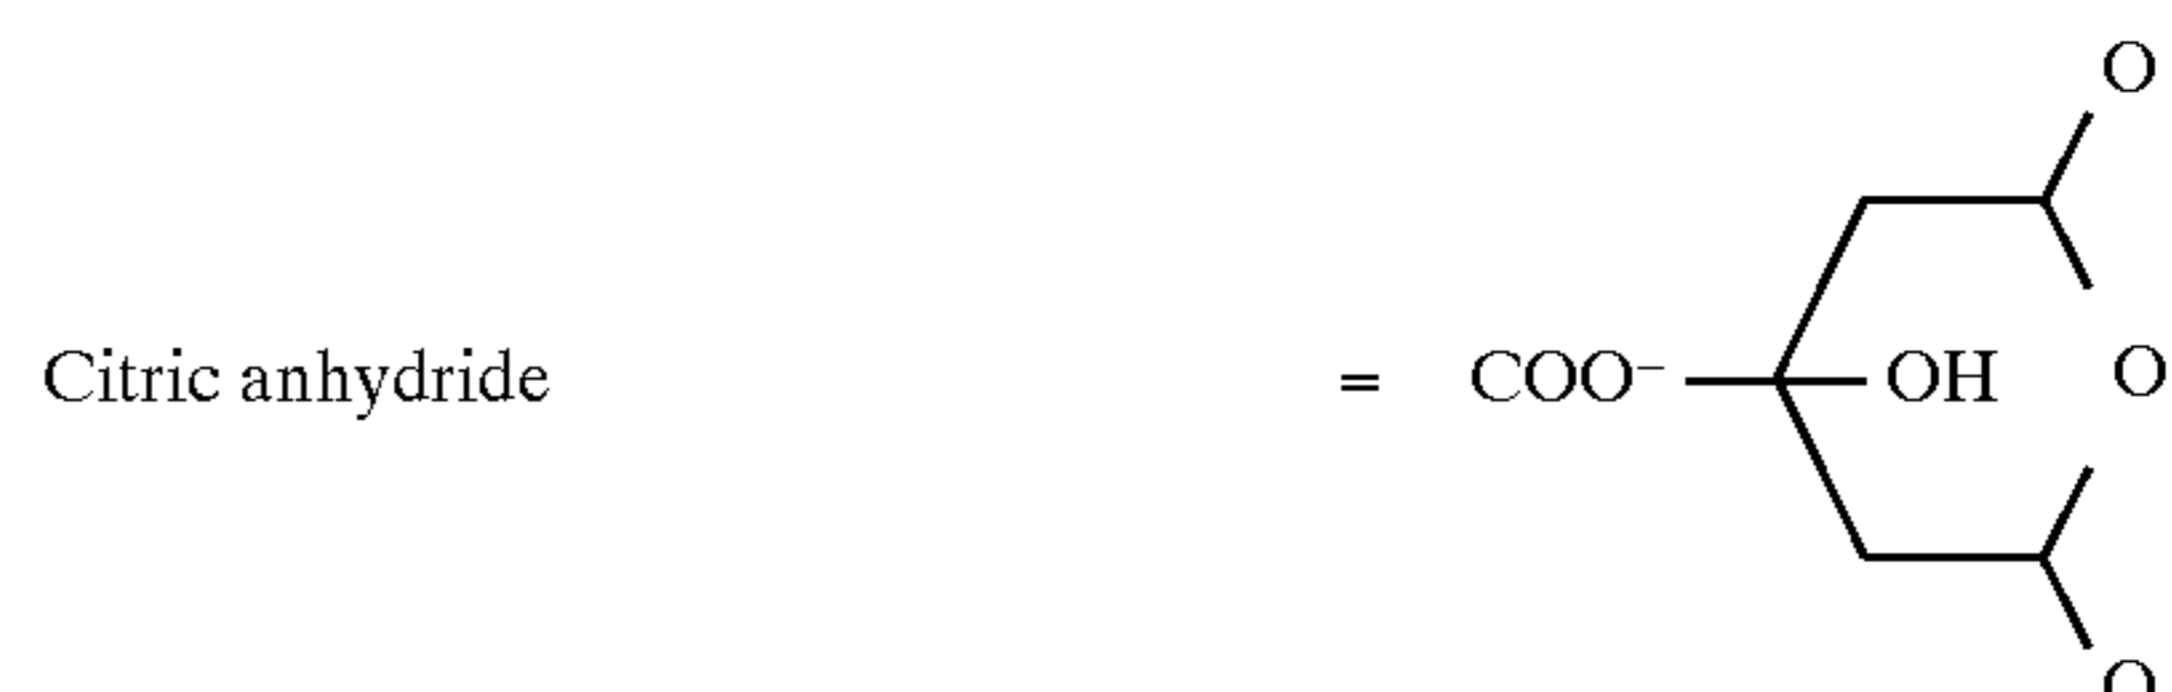 O
Citric anhydride = COO⁻ OH O
O